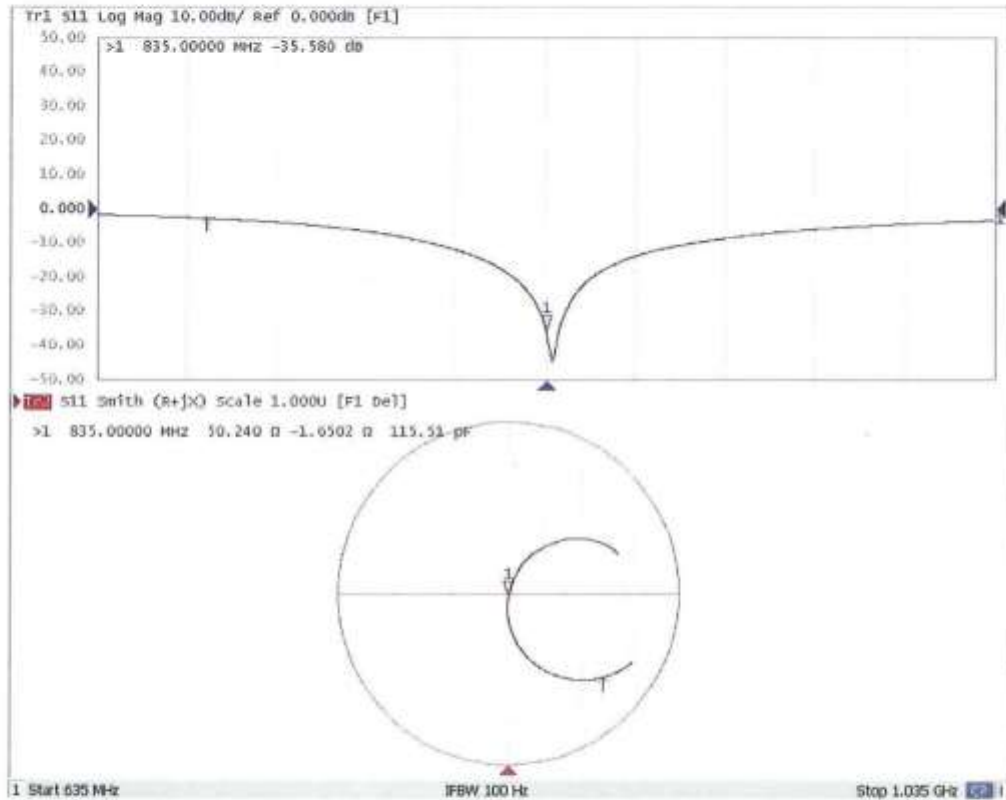 Tr1 S11 Log Mag 10.00dB/ Ref 0.000dB [F1]
50.00
>1 835.00000 MHz -35.580 dB
40.00
30.00
20.00
10.00
0.000
-10.00
-20.00
-30.00
1
-40.00
-50.00
Tr2 S11 Smith (R+jX) Scale 1.000U [F1 Del]
>1 835.00000 MHz 50.240 Ω -1.6502 Ω 115.51 pF
1
1 Start 635 MHz IFBW 100 Hz Stop 1.035 GHz